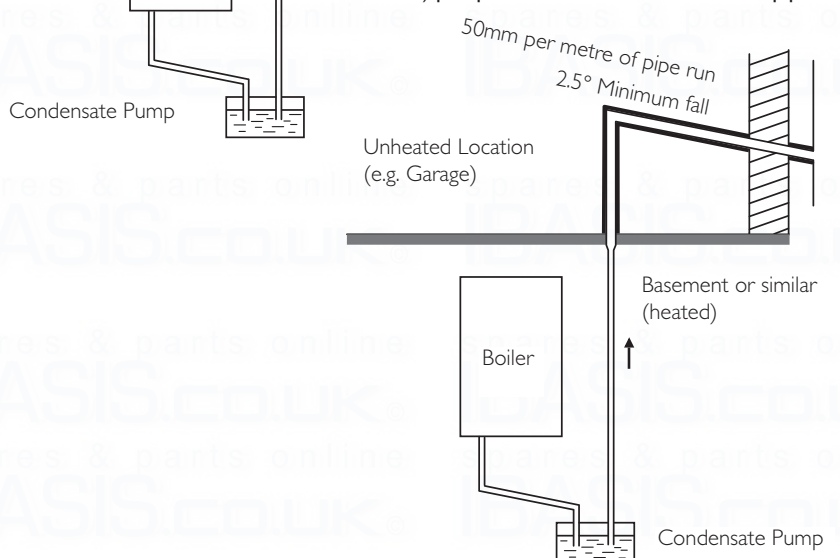 50mm per metre of pipe run
2.5° Minimum fall
Condensate Pump
Unheated Location
(e.g. Garage)
Basement or similar
(heated)
Boiler
Condensate Pump